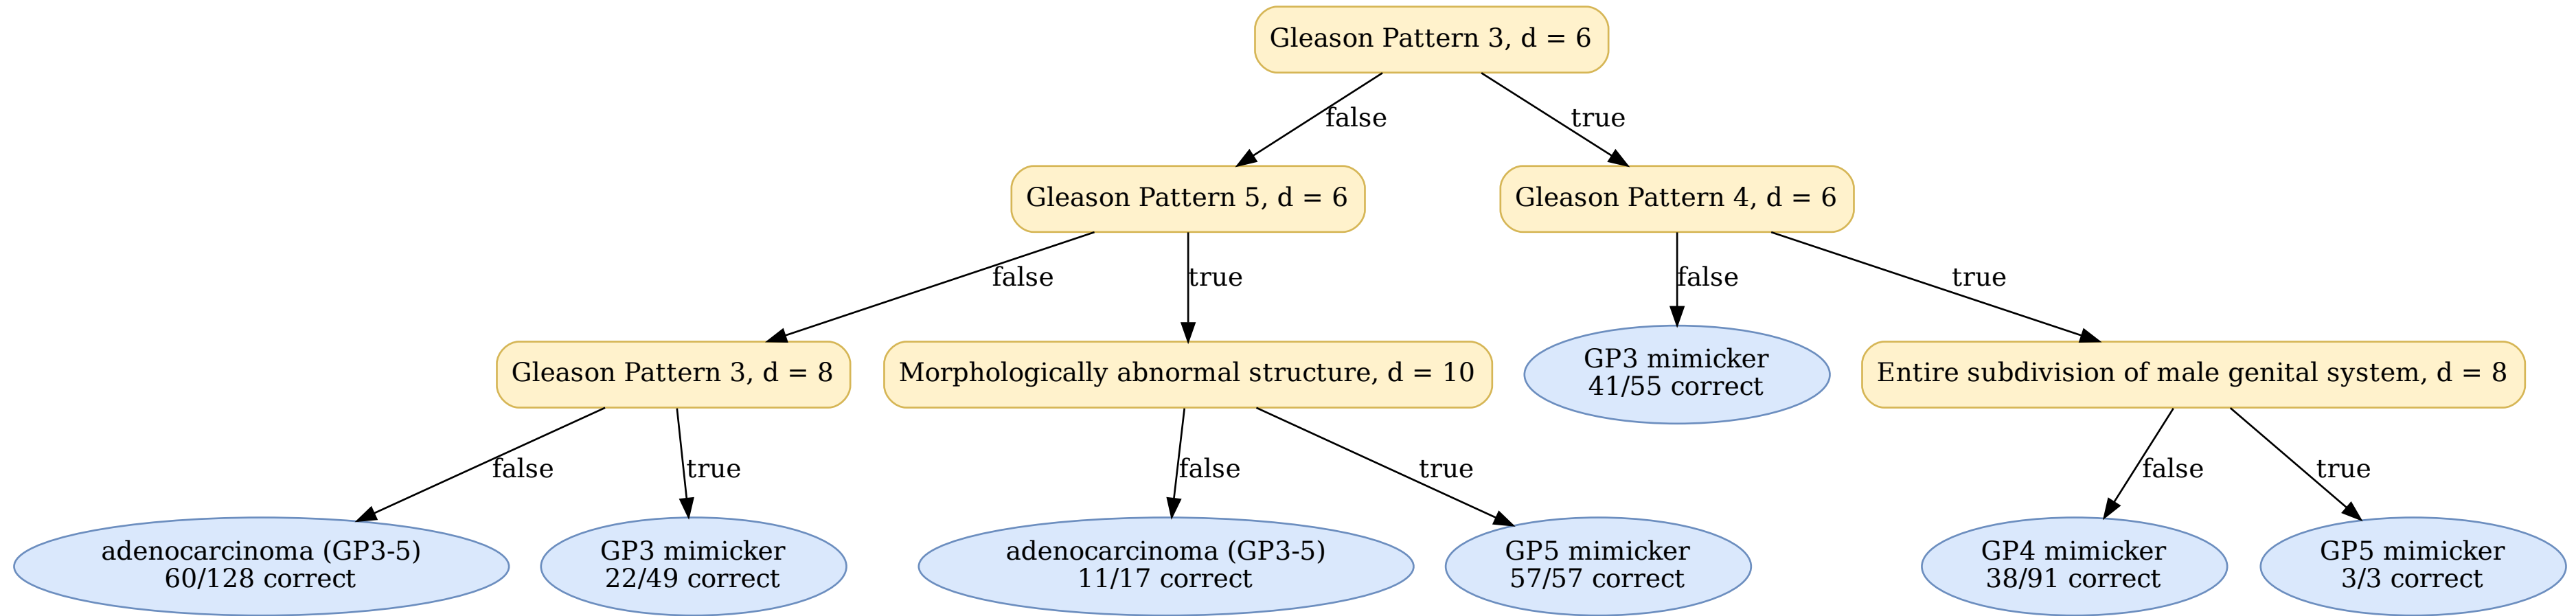 Gleason Pattern 3, d = 6
false
true
Gleason Pattern 5, d = 6
Gleason Pattern 4, d = 6
false
true
false
true
Gleason Pattern 3, d = 8
Morphologically abnormal structure, d = 10
GP3 mimicker
41/55 correct
Entire subdivision of male genital system, d = 8
false
true
false
true
false
true
adenocarcinoma (GP3-5)
60/128 correct
GP3 mimicker
22/49 correct
adenocarcinoma (GP3-5)
11/17 correct
GP5 mimicker
57/57 correct
GP4 mimicker
38/91 correct
GP5 mimicker
3/3 correct